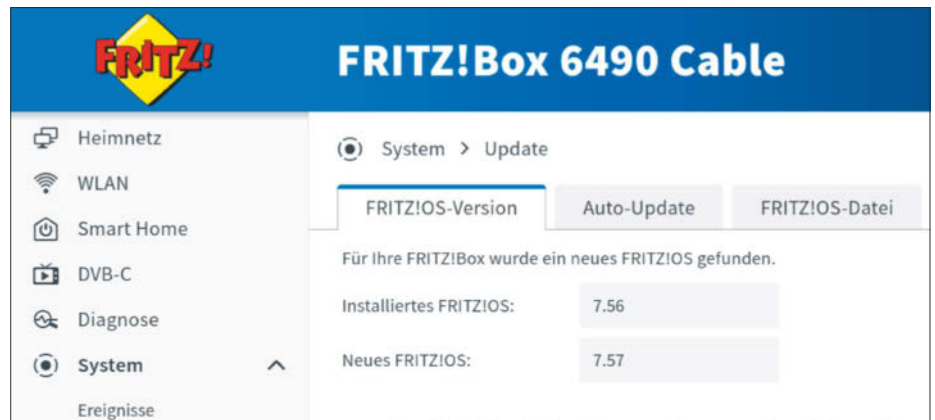 FRITZ!
FRITZ!Box 6490 Cable
Heimnetz
WLAN
Smart Home
DVB-C
Diagnose
System
Ereignisse
System > Update
FRITZ!OS-Version
Auto-Update
FRITZ!OS-Datei
Für Ihre FRITZ!Box wurde ein neues FRITZ!OS gefunden.
Installiertes FRITZ!OS: 7.56
Neues FRITZ!OS: 7.57